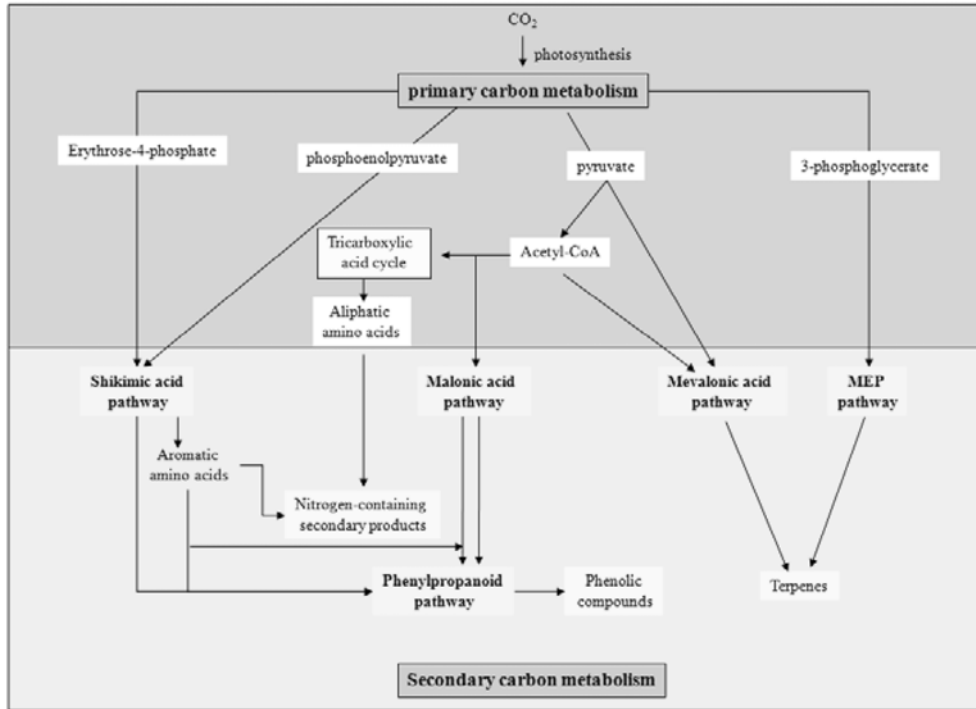 CO₂
photosynthesis
primary carbon metabolism
Erythrose-4-phosphate
phosphoenolpyruvate
pyruvate
3-phosphoglycerate
Tricarboxylic
acid cycle
Acetyl-CoA
Aliphatic
amino acids
Shikimic acid
pathway
Malonic acid
pathway
Mevalonic acid
pathway
MEP
pathway
Aromatic
amino acids
Nitrogen-containing
secondary products
Phenylpropanoid
pathway
Phenolic
compounds
Terpenes
Secondary carbon metabolism